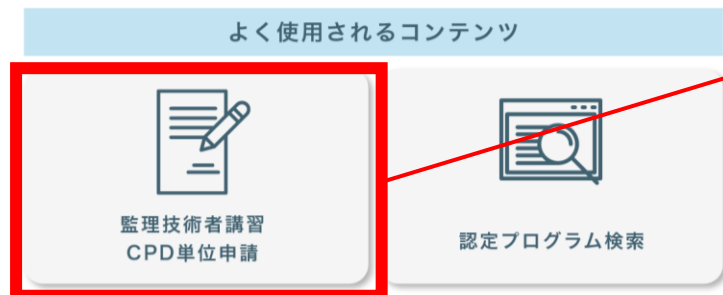 よく使用されるコンテンツ
監理技術者講習
CPD単位申請
認定プログラム検索